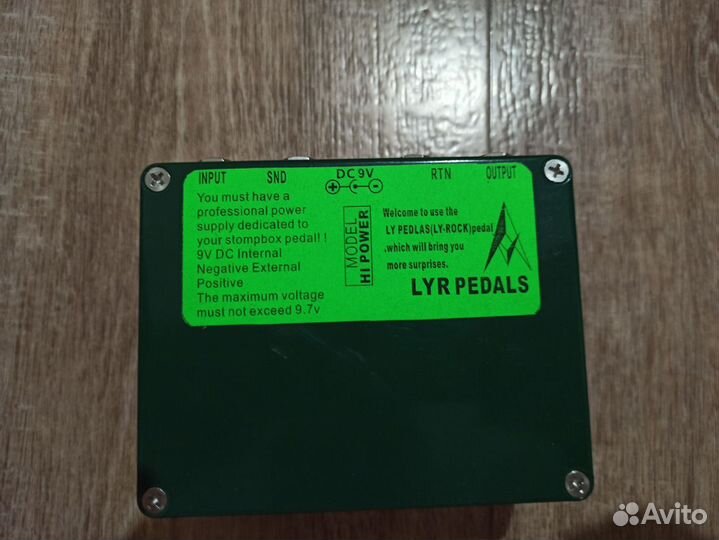 INPUT SND DC9V RTN OUTPUT
You must have a
professional power
supply dedicated to
your stompbox pedal! !
9V DC Internal
Negative External
Positive
The maximum voltage
must not exceed 9.7v
MODEL
HI POWER
Welcome to use the
LY PEDLAS(LY-ROCK)pedal
,which will bring you
more surprises.
LYR PEDALS
Avito